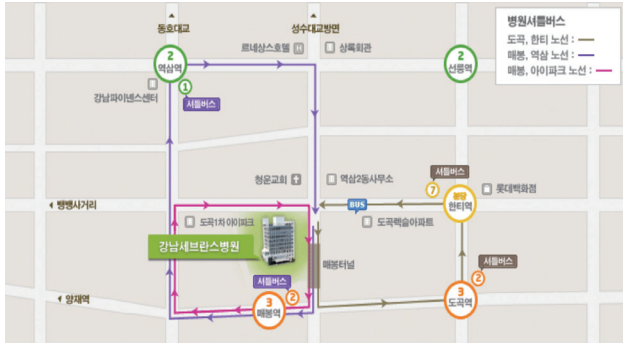 동호대교
성수대교방면
병원셔틀버스
도곡, 한티 노선 :
매봉, 역삼 노선 :
매봉, 아이파크 노선 :
르네상스호텔
상록회관
2
역삼역
2
선릉역
강남파이낸스센터
1
셔틀버스
청운교회
역삼2동사무소
셔틀버스
7
분당
한티역
롯데백화점
뱅뱅사거리
BUS
도곡1차 아이파크
도곡렉슬아파트
강남세브란스병원
매봉터널
셔틀버스
2
셔틀버스
2
양재역
3
매봉역
3
도곡역